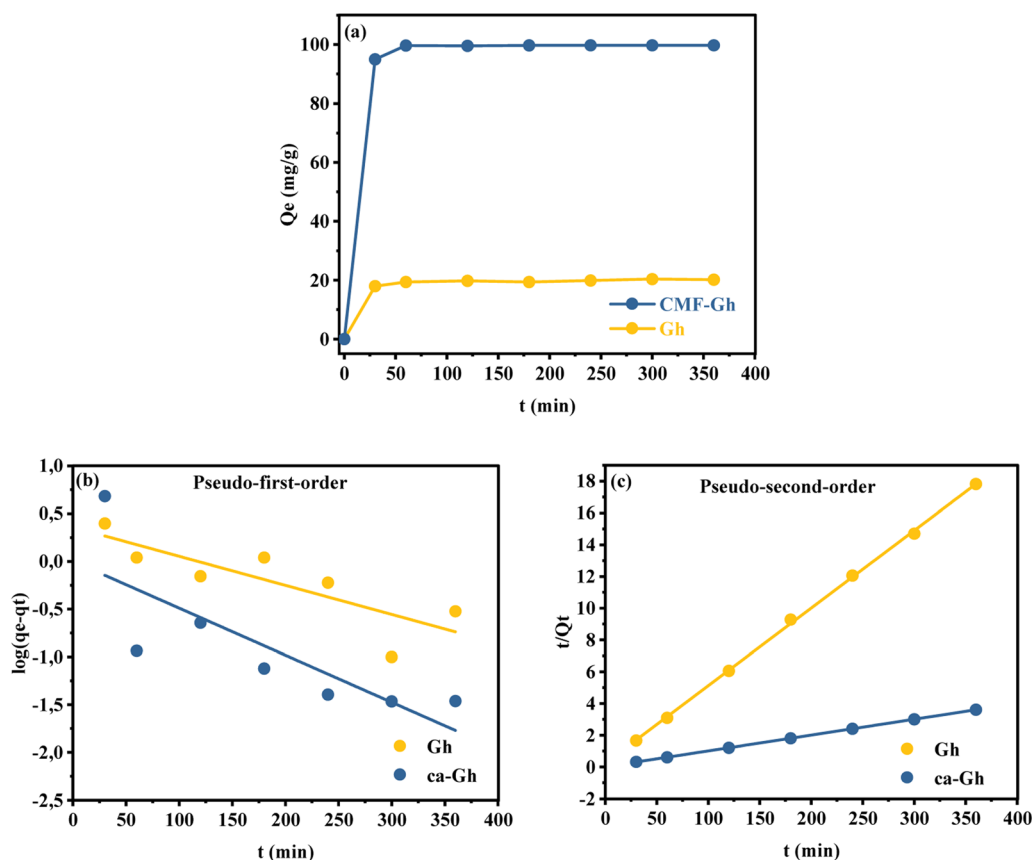 (a)
100
80
60
40
20
0
Qe (mg/g)
CMF-Gh
Gh
0 50 100 150 200 250 300 350 400
t (min)
(b)
Pseudo-first-order
1,0
0,5
0,0
-0,5
-1,0
-1,5
-2,0
-2,5
log(qe-qt)
Gh
ca-Gh
0 50 100 150 200 250 300 350 400
t (min)
(c)
Pseudo-second-order
18
16
14
12
10
8
6
4
2
0
-2
t/Qt
Gh
ca-Gh
0 50 100 150 200 250 300 350 400
t (min)